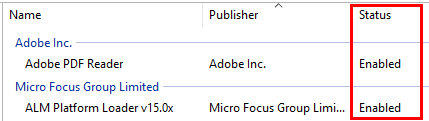 Name Publisher Status
Adobe Inc.
Adobe PDF Reader Adobe Inc. Enabled
Micro Focus Group Limited
ALM Platform Loader v15.0x Micro Focus Group Limi... Enabled